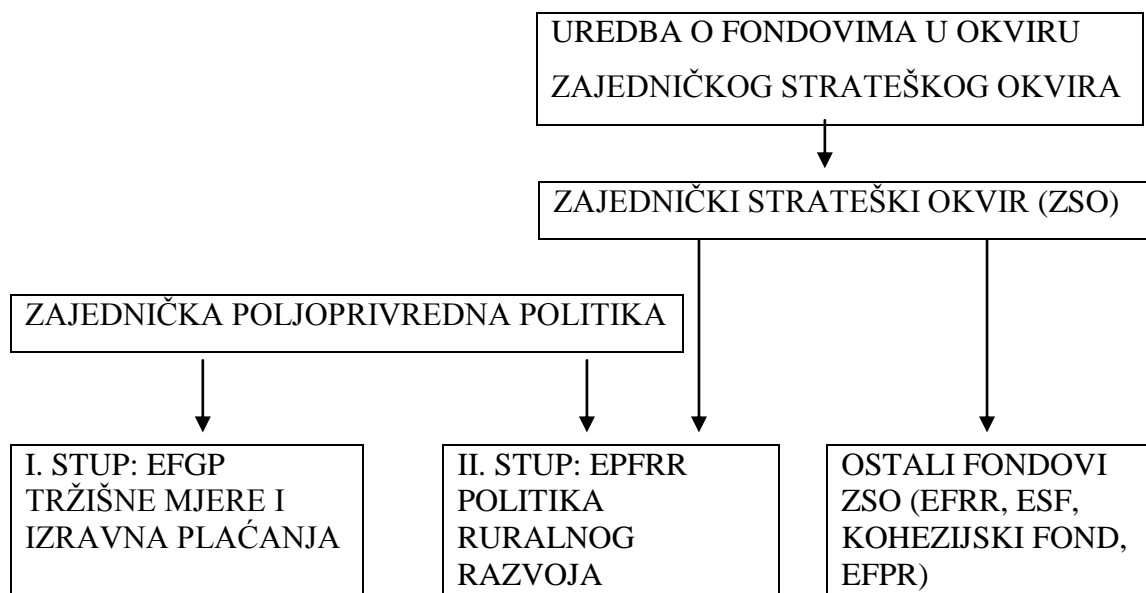 UREDBA O FONDOVIMA U OKVIRU
ZAJEDNIČKOG STRATEŠKOG OKVIRA
ZAJEDNIČKI STRATEŠKI OKVIR (ZSO)
ZAJEDNIČKA POLJOPRIVREDNA POLITIKA
I. STUP: EFGP
TRŽIŠNE MJERE I
IZRAVNA PLAĆANJA
II. STUP: EPFRR
POLITIKA
RURALNOG
RAZVOJA
OSTALI FONDOVI
ZSO (EFRR, ESF,
KOHEZIJSKI FOND,
EFPR)